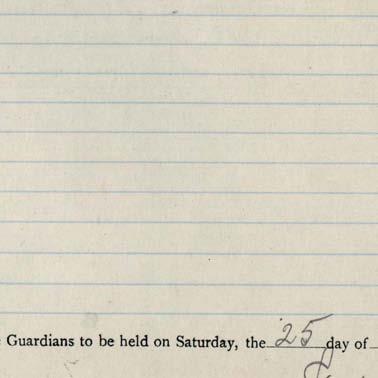 Guardians to be held on Saturday, the 25 day of